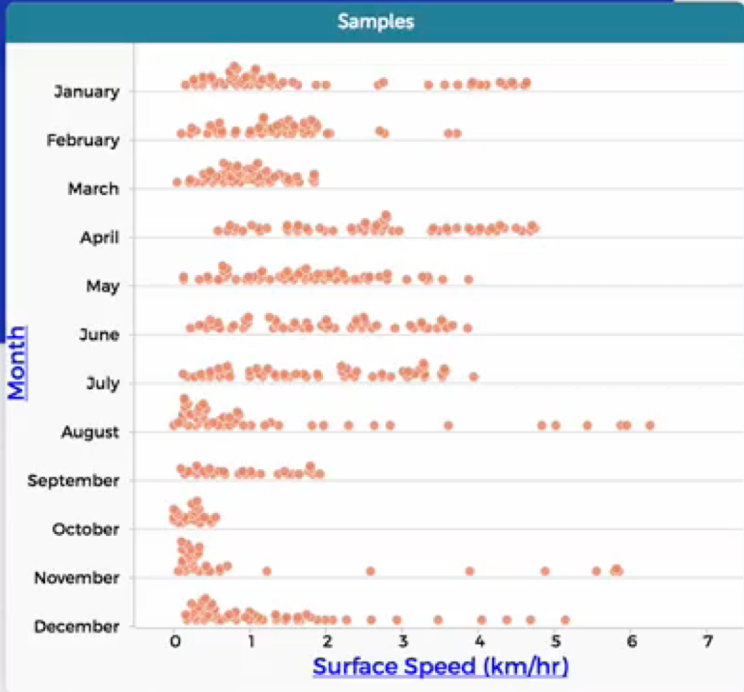 Samples
January
February
March
April
May
June
July
August
September
October
November
December
Month
0 1 2 3 4 5 6 7
Surface Speed (km/hr)